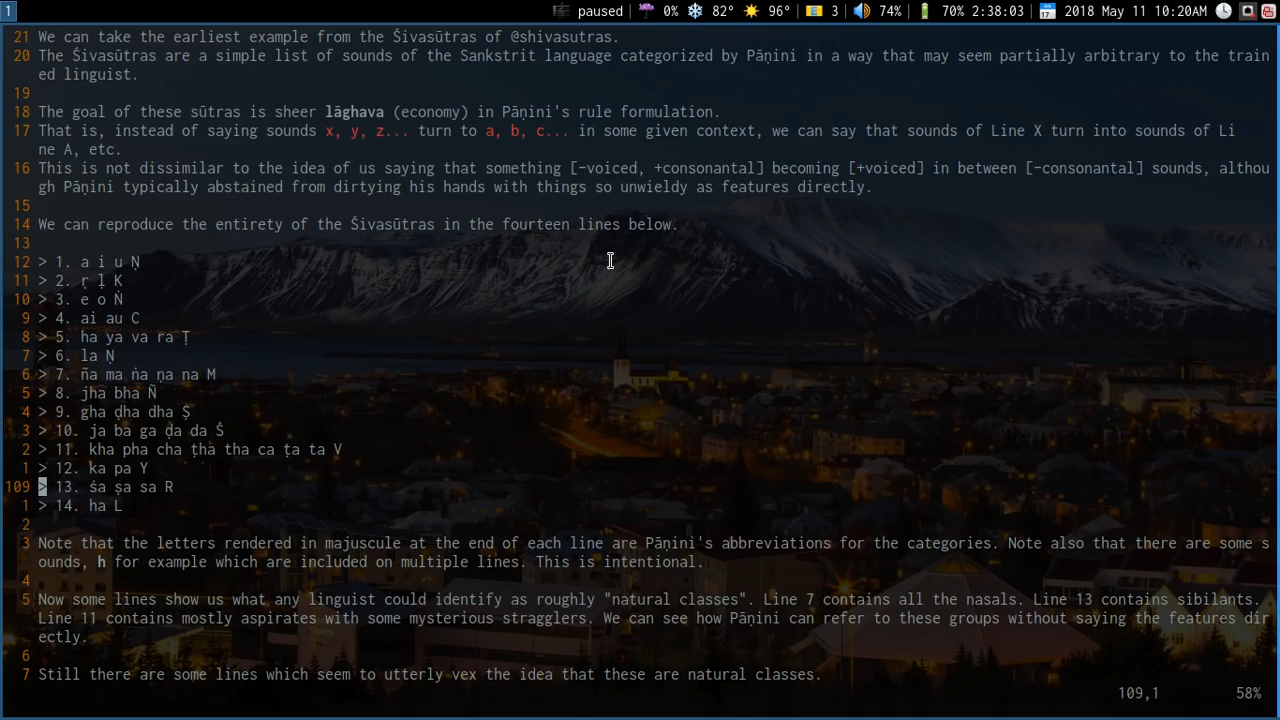 1 paused 0% 82° 96° 3 74% 70% 2:38:03 2018 May 11 10:20AM
21 We can take the earliest example from the Śivasūtras of @shivasutras.
20 The Śivasūtras are a simple list of sounds of the Sankstrit language categorized by Pāṇini in a way that may seem partially arbitrary to the train
ed linguist.
19
18 The goal of these sūtras is sheer lāghava (economy) in Pāṇini's rule formulation.
17 That is, instead of saying sounds x, y, z... turn to a, b, c... in some given context, we can say that sounds of Line X turn into sounds of Li
ne A, etc.
16 This is not dissimilar to the idea of us saying that something [-voiced, +consonantal] becoming [+voiced] in between [-consonantal] sounds, althou
gh Pāṇini typically abstained from dirtying his hands with things so unwieldy as features directly.
15
14 We can reproduce the entirety of the Śivasūtras in the fourteen lines below.
13
12 > 1. a i u Ṇ
11 > 2. ṛ ḷ K
10 > 3. e o Ṅ
9 > 4. ai au C
8 > 5. ha ya va ra Ṭ
7 > 6. la Ṇ
6 > 7. ña ma ṅa ṇa na M
5 > 8. jha bha Ñ
4 > 9. gha ḍha dha Ṣ
3 > 10. ja ba ga ḍa da Ś
2 > 11. kha pha cha ṭha tha ca ṭa ta V
1 > 12. ka pa Y
109 > 13. śa ṣa sa R
1 > 14. ha L
2
3 Note that the letters rendered in majuscule at the end of each line are Pāṇini's abbreviations for the categories. Note also that there are some s
ounds, h for example which are included on multiple lines. This is intentional.
4
5 Now some lines show us what any linguist could identify as roughly "natural classes". Line 7 contains all the nasals. Line 13 contains sibilants.
Line 11 contains mostly aspirates with some mysterious stragglers. We can see how Pāṇini can refer to these groups without saying the features dir
ectly.
6
7 Still there are some lines which seem to utterly vex the idea that these are natural classes.
109,1 58%